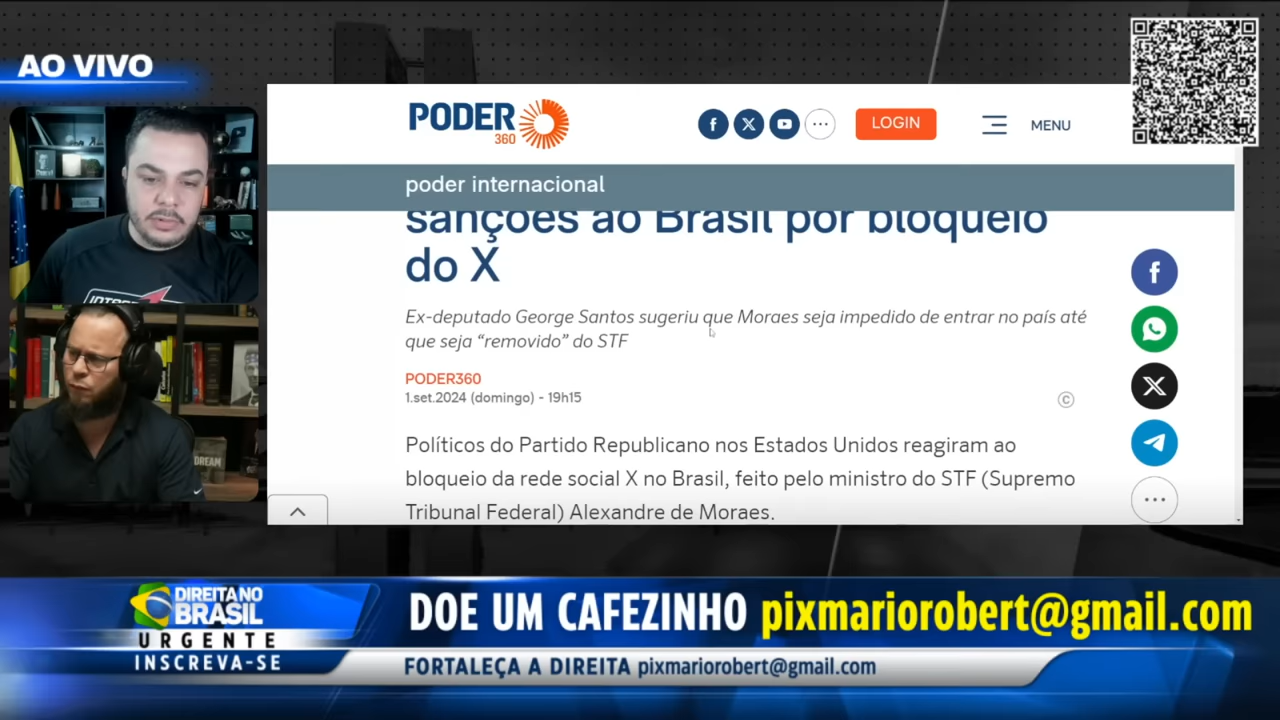 AO VIVO
PODER
360
LOGIN
MENU
poder internacional
sanções ao Brasil por bloqueio
do X
Ex-deputado George Santos sugeriu que Moraes seja impedido de entrar no país até
que seja “removido” do STF
PODER360
1.set.2024 (domingo) - 19h15
©
Políticos do Partido Republicano nos Estados Unidos reagiram ao
bloqueio da rede social X no Brasil, feito pelo ministro do STF (Supremo
Tribunal Federal) Alexandre de Moraes.
DREAM
DIREITA NO
BRASIL
URGENTE
INSCREVA-SE
DOE UM CAFEZINHO pixmariorobert@gmail.com
FORTALEÇA A DIREITA pixmariorobert@gmail.com